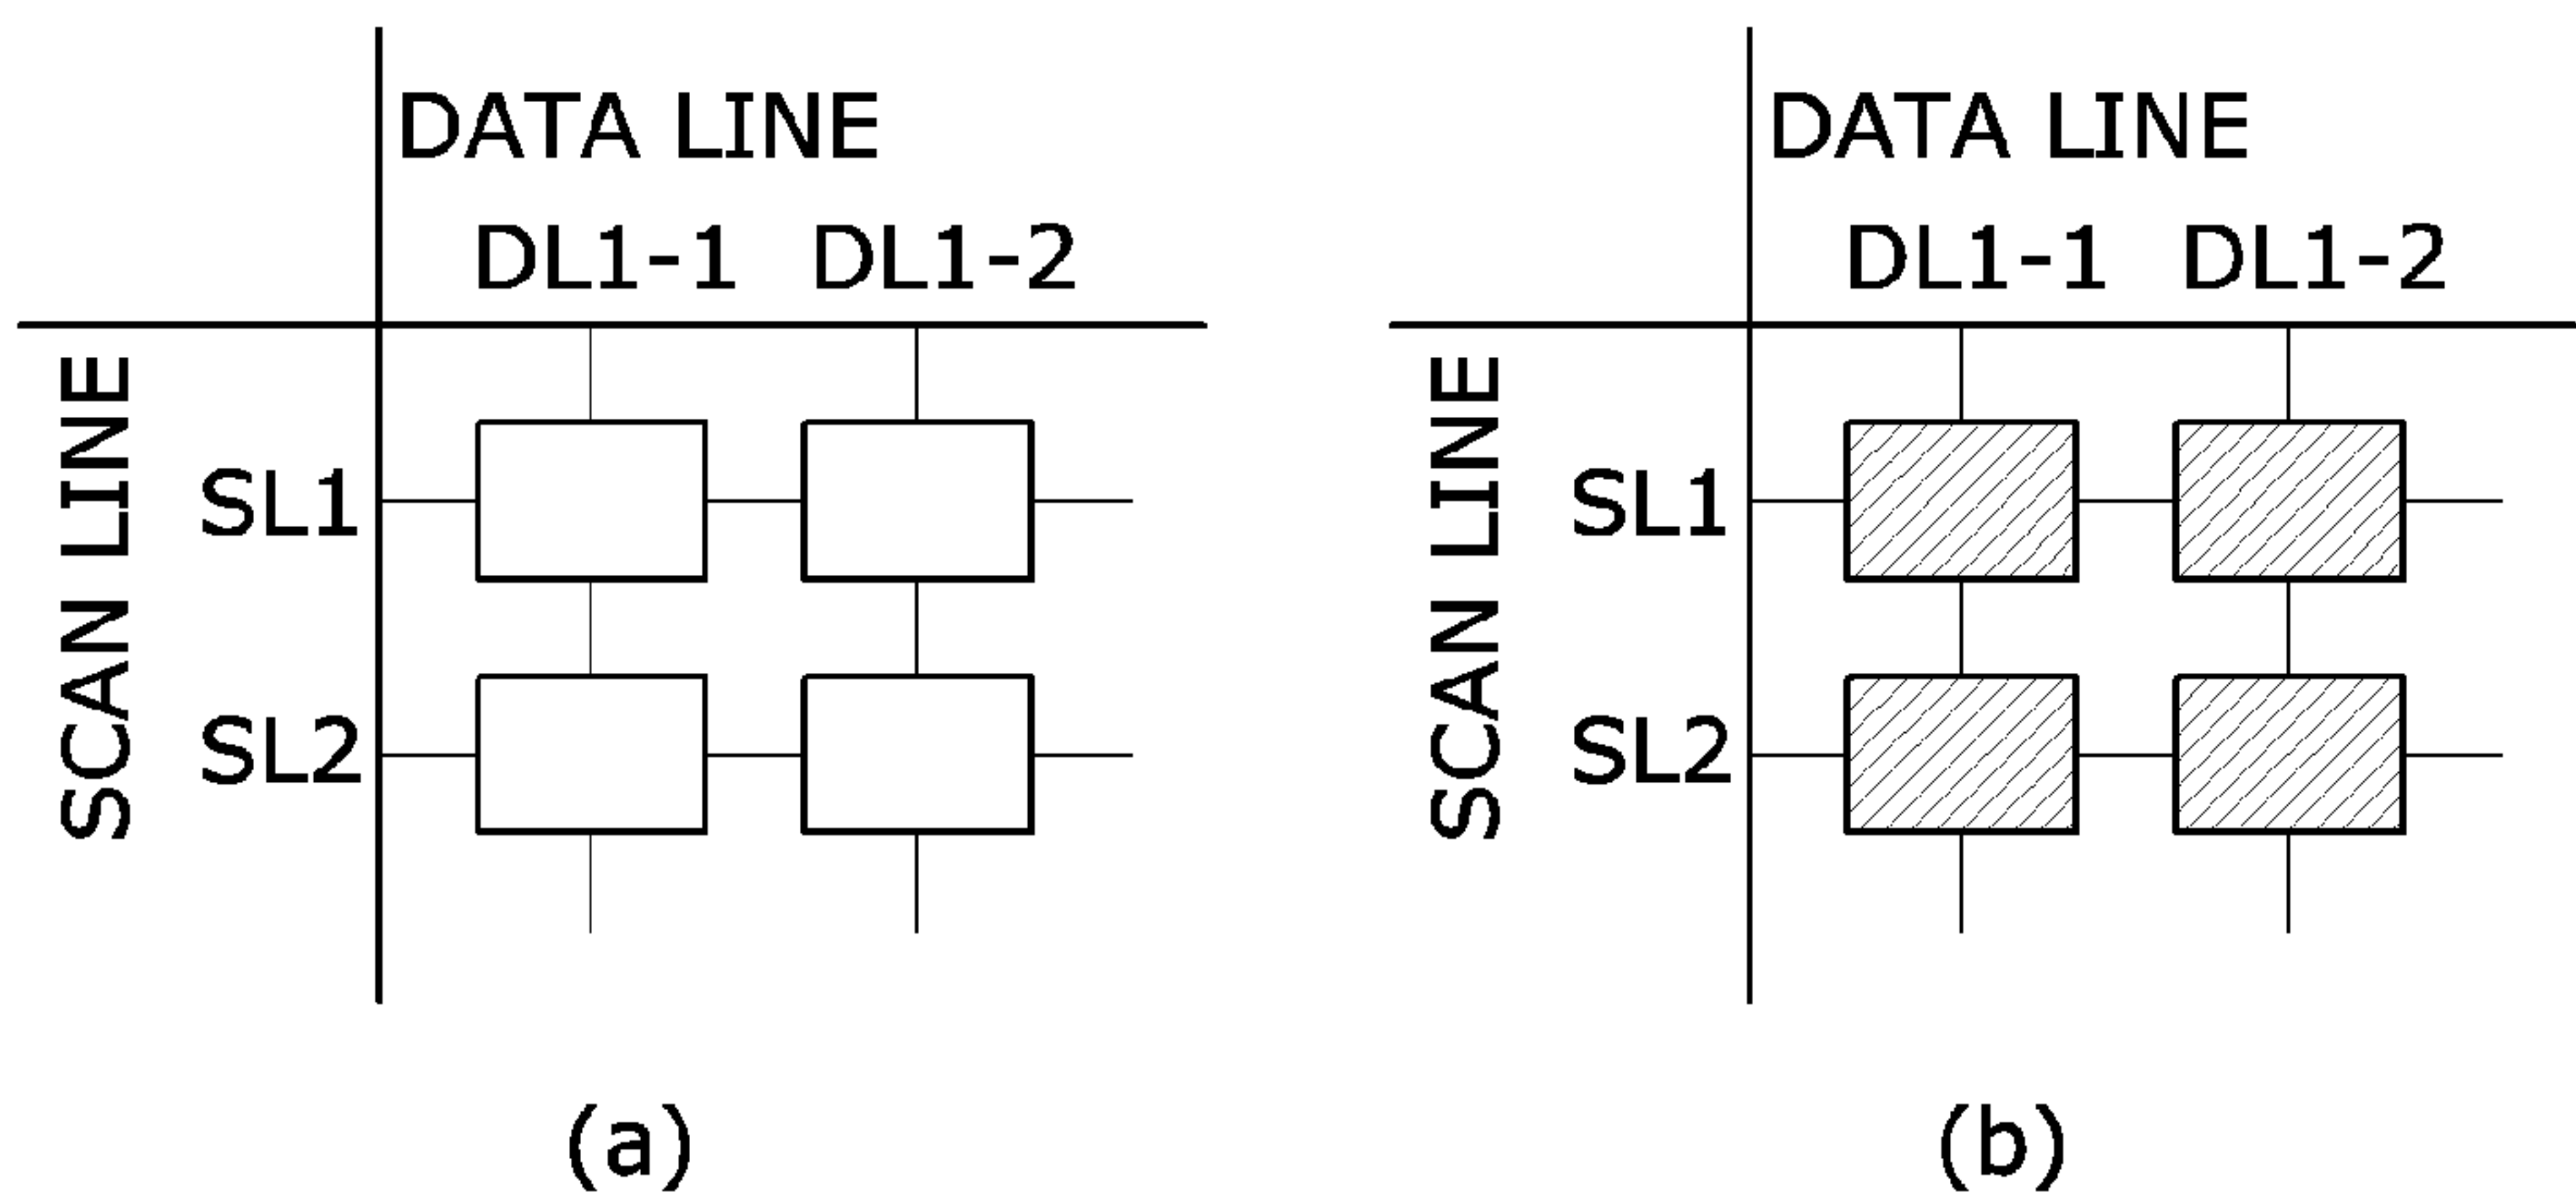 DATA LINE
DL1-1 DL1-2
SCAN LINE
SL1
SL2
(a)
DATA LINE
DL1-1 DL1-2
SCAN LINE
SL1
SL2
(b)